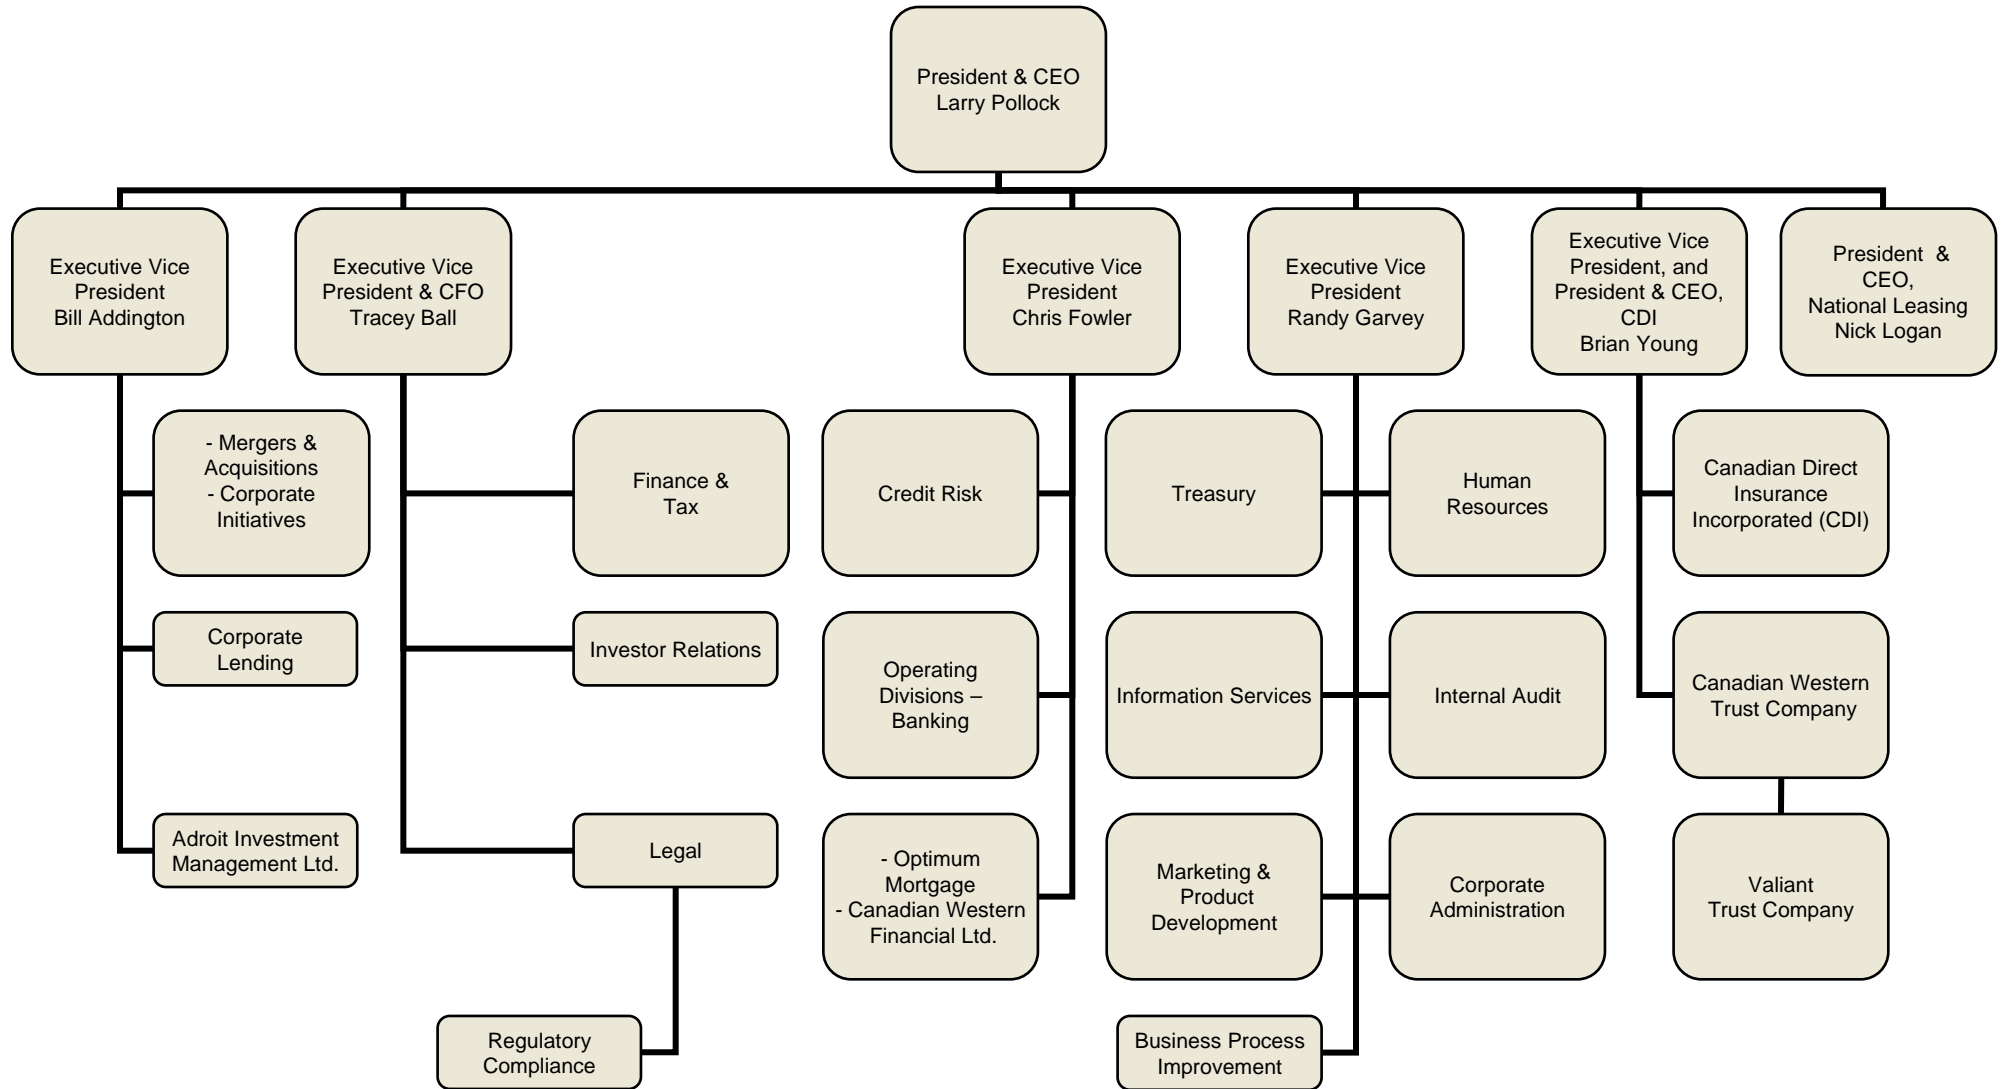 President & CEO
Larry Pollock
Executive Vice
President
Bill Addington
Executive Vice
President & CFO
Tracey Ball
Executive Vice
President
Chris Fowler
Executive Vice
President
Randy Garvey
Executive Vice
President, and
President & CEO,
CDI
Brian Young
President  &
CEO,
National Leasing
Nick Logan
- Mergers &
Acquisitions
- Corporate
Initiatives
Finance &
Tax
Credit Risk
Treasury
Human
Resources
Canadian Direct
Insurance
Incorporated (CDI)
Corporate
Lending
Investor Relations
Operating
Divisions –
Banking
Information Services
Internal Audit
Canadian Western
Trust Company
Adroit Investment
Management Ltd.
Legal
- Optimum
Mortgage
- Canadian Western
Financial Ltd.
Marketing &
Product
Development
Corporate
Administration
Valiant
Trust Company
Regulatory
Compliance
Business Process
Improvement